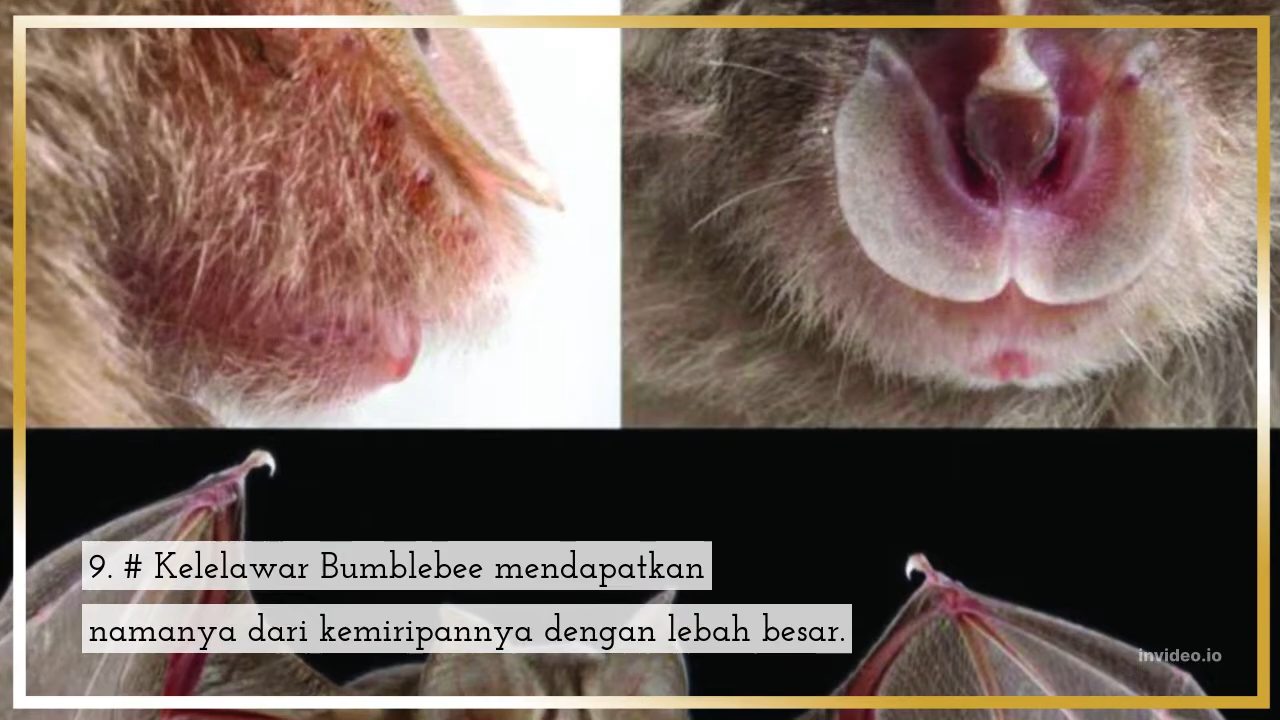 9. # Kelelawar Bumblebee mendapatkan
namanya dari kemiripannya dengan lebah besar.
invideo.io